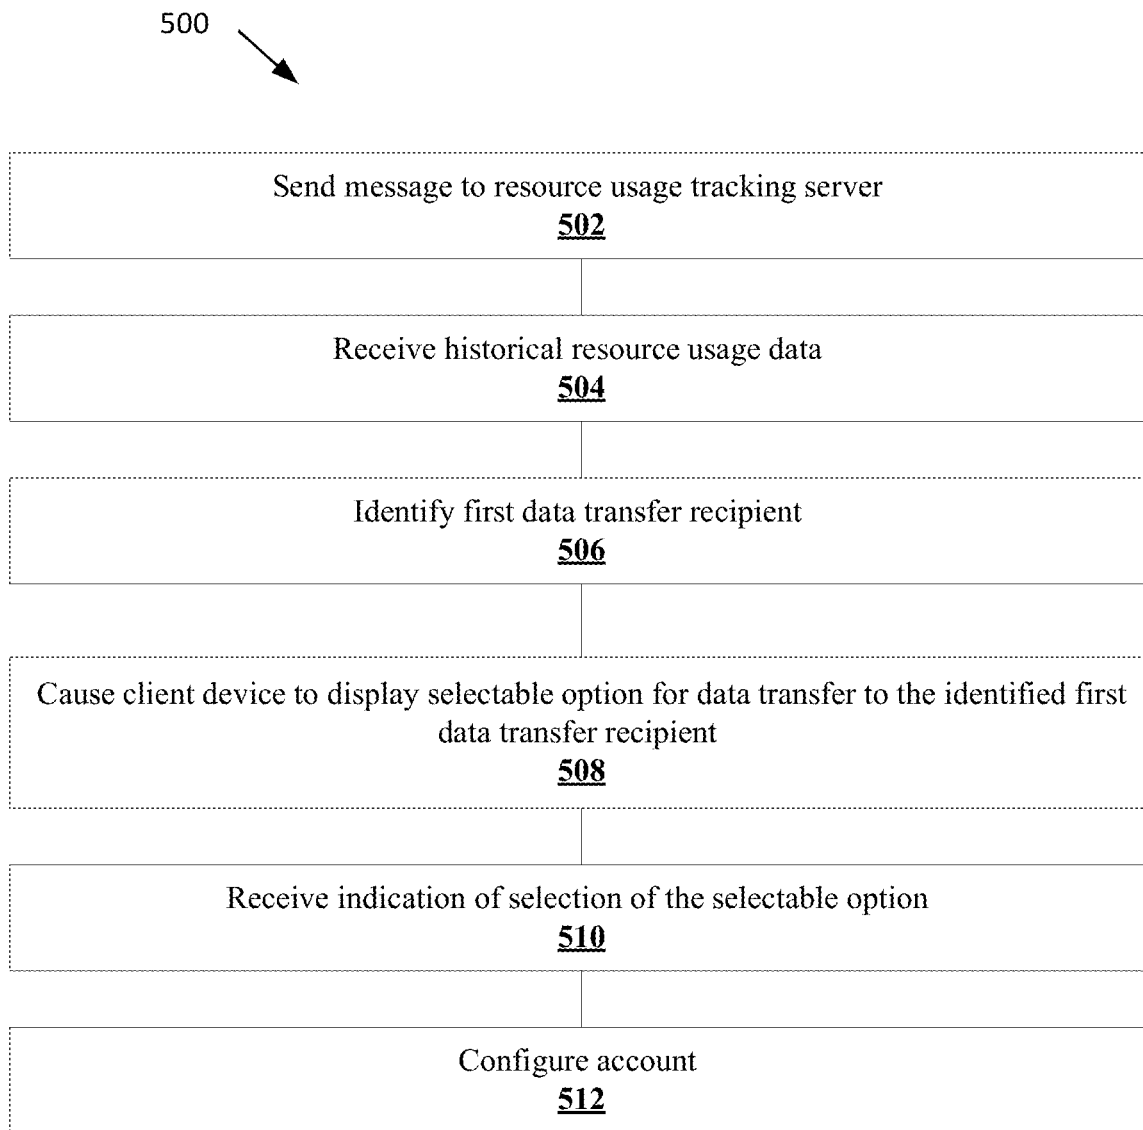 500
Send message to resource usage tracking server
502
Receive historical resource usage data
504
Identify first data transfer recipient
506
Cause client device to display selectable option for data transfer to the identified first
data transfer recipient
508
Receive indication of selection of the selectable option
510
Configure account
512